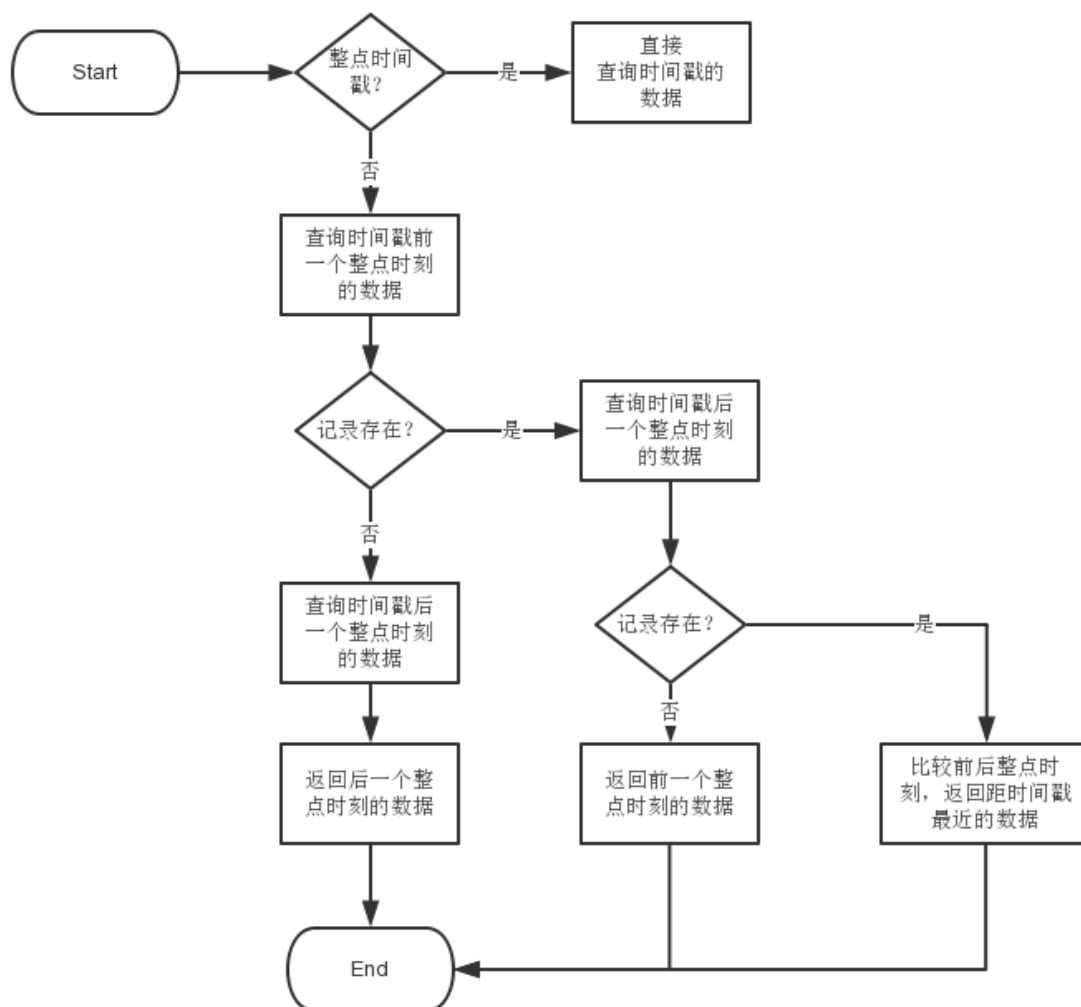 Start
整点时间
戳？
是
直接
查询时间戳的
数据
否
查询时间戳前
一个整点时刻
的数据
记录存在？
是
查询时间戳后
一个整点时刻
的数据
否
查询时间戳后
一个整点时刻
的数据
记录存在？
是
否
返回后一个整
点时刻的数据
返回前一个整
点时刻的数据
比较前后整点时
刻，返回距时间戳
最近的数据
End